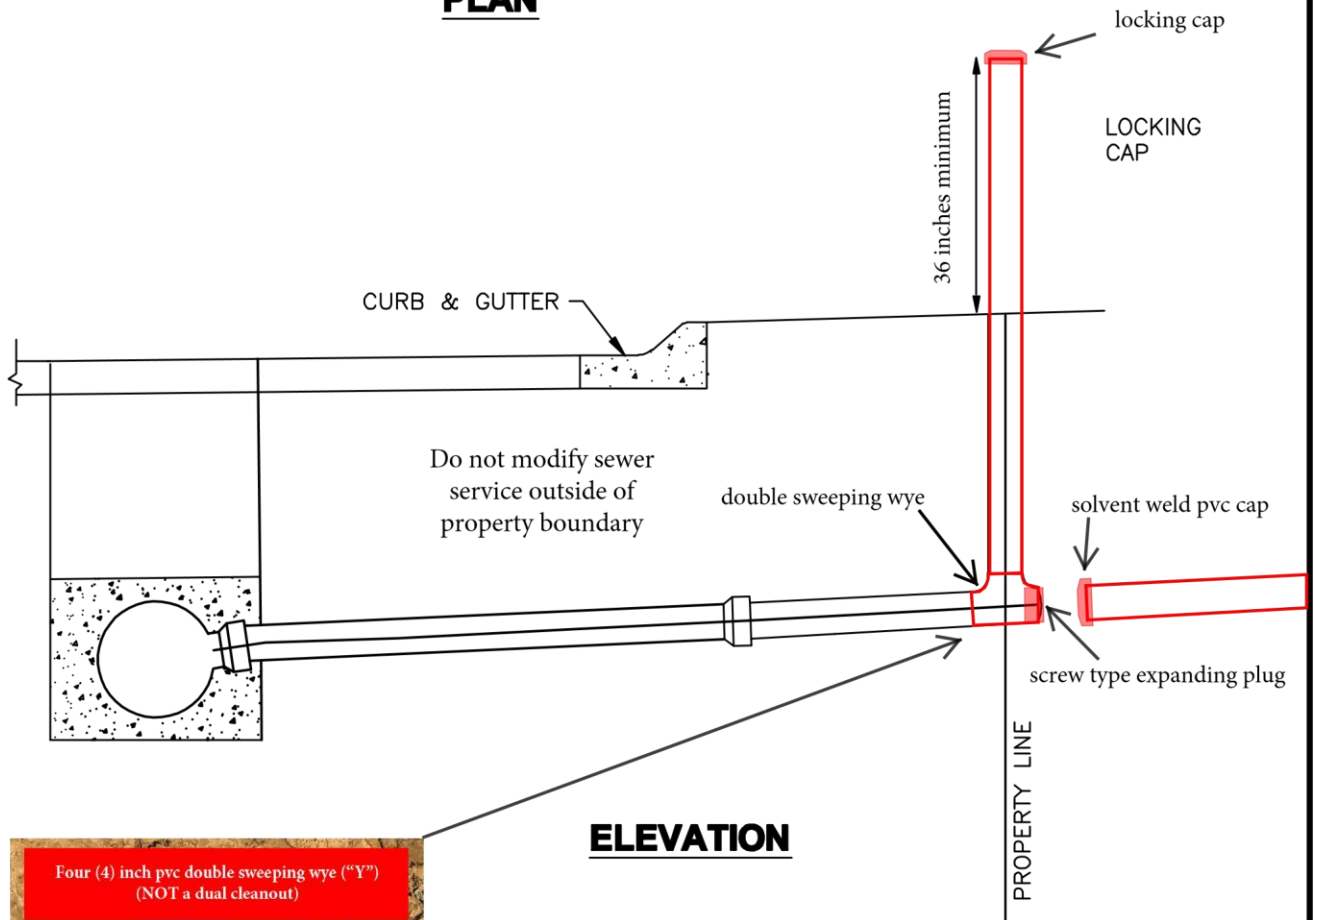 PLAN
locking cap
LOCKING
CAP
36 inches minimum
CURB & GUTTER
Do not modify sewer
service outside of
property boundary
double sweeping wye
solvent weld pvc cap
screw type expanding plug
PROPERTY LINE
ELEVATION
Four (4) inch pvc double sweeping wye (“Y”)
(NOT a dual cleanout)